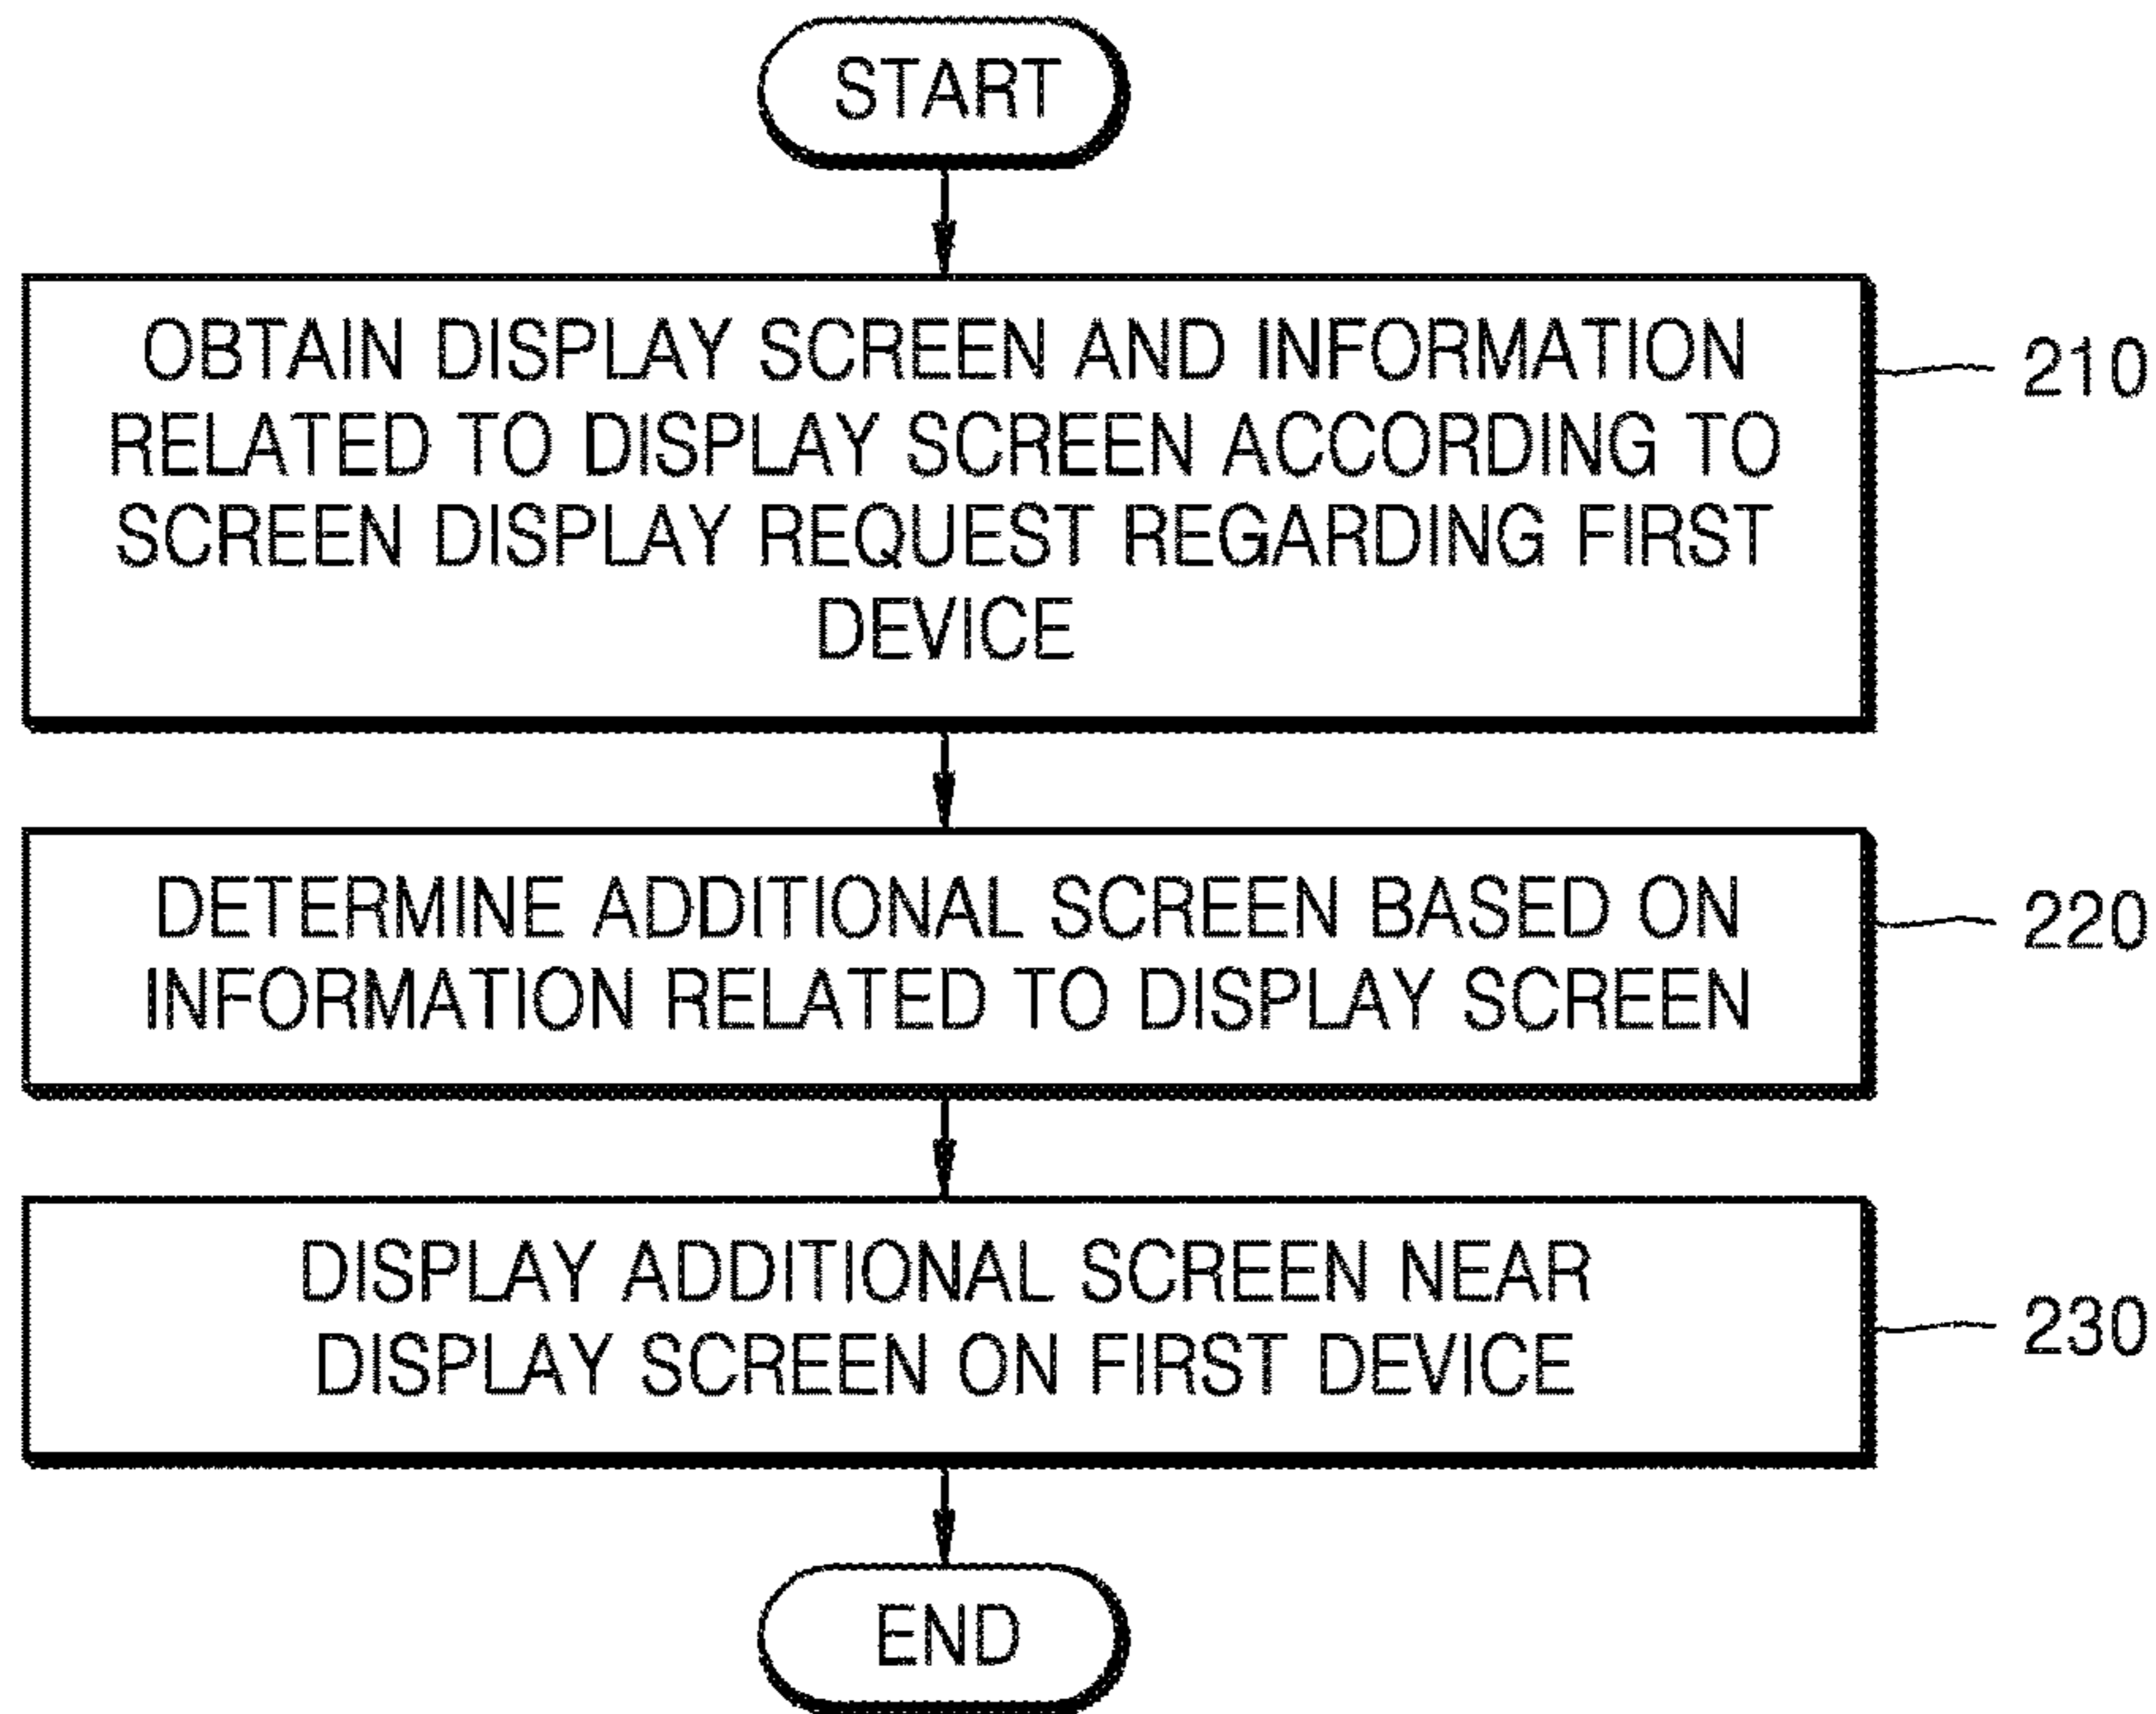 START
OBTAIN DISPLAY SCREEN AND INFORMATION
RELATED TO DISPLAY SCREEN ACCORDING TO
SCREEN DISPLAY REQUEST REGARDING FIRST
DEVICE
210
DETERMINE ADDITIONAL SCREEN BASED ON
INFORMATION RELATED TO DISPLAY SCREEN
220
DISPLAY ADDITIONAL SCREEN NEAR
DISPLAY SCREEN ON FIRST DEVICE
230
END